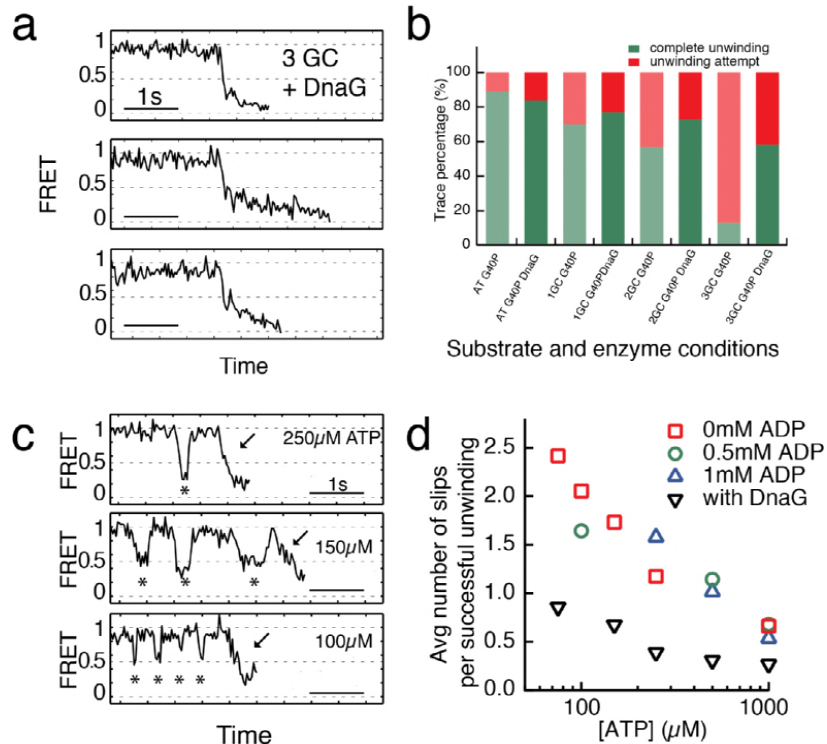 a
FRET
1
0.5
0
3 GC
+ DnaG
1s
1
0.5
0
1
0.5
0
Time
b
complete unwinding
unwinding attempt
Trace percentage (%)
100
80
60
40
20
0
AT G40P
AT G40P DnaG
1GC G40P
1GC G40PDnaG
2GC G40P
2GC G40P DnaG
3GC G40P
3GC G40P DnaG
Substrate and enzyme conditions
c
FRET
1
0.5
0
250µM ATP
*
1s
FRET
1
0.5
0
150µM
* * *
FRET
1
0.5
0
100µM
* * * *
Time
d
Avg number of slips
per successful unwinding
2.5
2.0
1.5
1.0
0.5
0.0
0mM ADP
0.5mM ADP
1mM ADP
with DnaG
100
1000
[ATP] (µM)